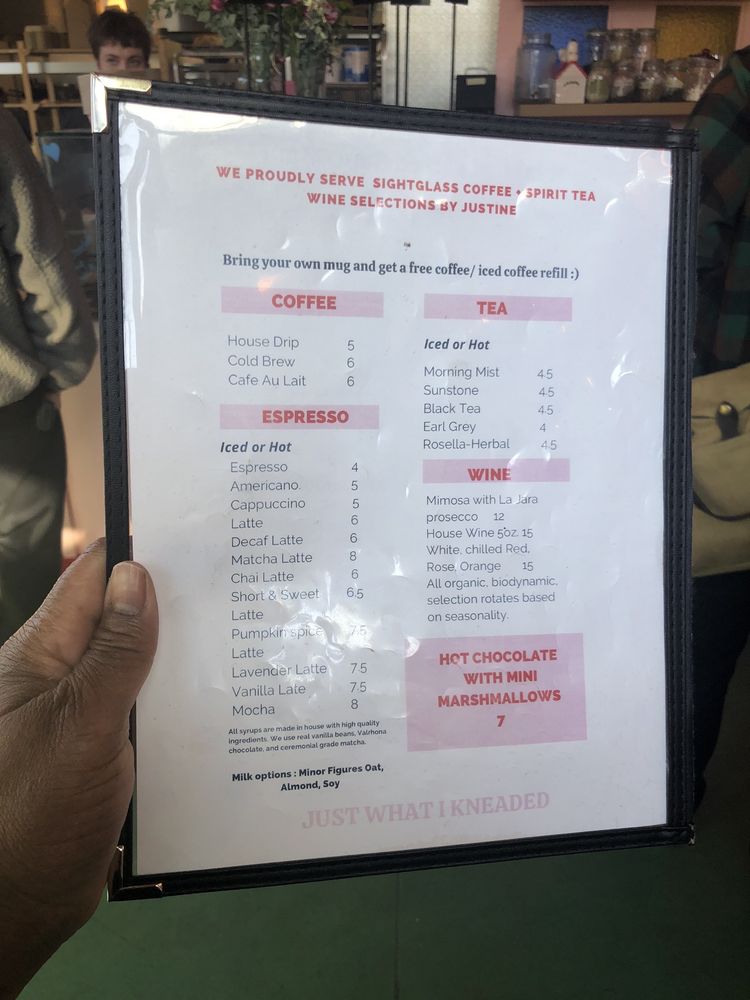 WE PROUDLY SERVE SIGHTGLASS COFFEE + SPIRIT TEA
WINE SELECTIONS BY JUSTINE
Bring your own mug and get a free coffee/ iced coffee refill :)
COFFEE
House Drip 5
Cold Brew 6
Cafe Au Lait 6
ESPRESSO
Iced or Hot
Espresso 4
Americano. 5
Cappuccino 5
Latte 6
Decaf Latte 6
Matcha Latte 8
Chai Latte 6
Short & Sweet 6.5
Latte
Pumpkin spice 7.5
Latte
Lavender Latte 7.5
Vanilla Late 7.5
Mocha 8
All syrups are made in house with high quality
ingredients. We use real vanilla beans, Valrhona
chocolate, and ceremonial grade matcha.
Milk options : Minor Figures Oat,
Almond, Soy
TEA
Iced or Hot
Morning Mist 4.5
Sunstone 4.5
Black Tea 4.5
Earl Grey 4
Rosella-Herbal 4.5
WINE
Mimosa with La Jara
prosecco 12
House Wine 5oz. 15
White, chilled Red,
Rose, Orange 15
All organic, biodynamic,
selection rotates based
on seasonality.
HOT CHOCOLATE
WITH MINI
MARSHMALLOWS
7
JUST WHAT I KNEADED